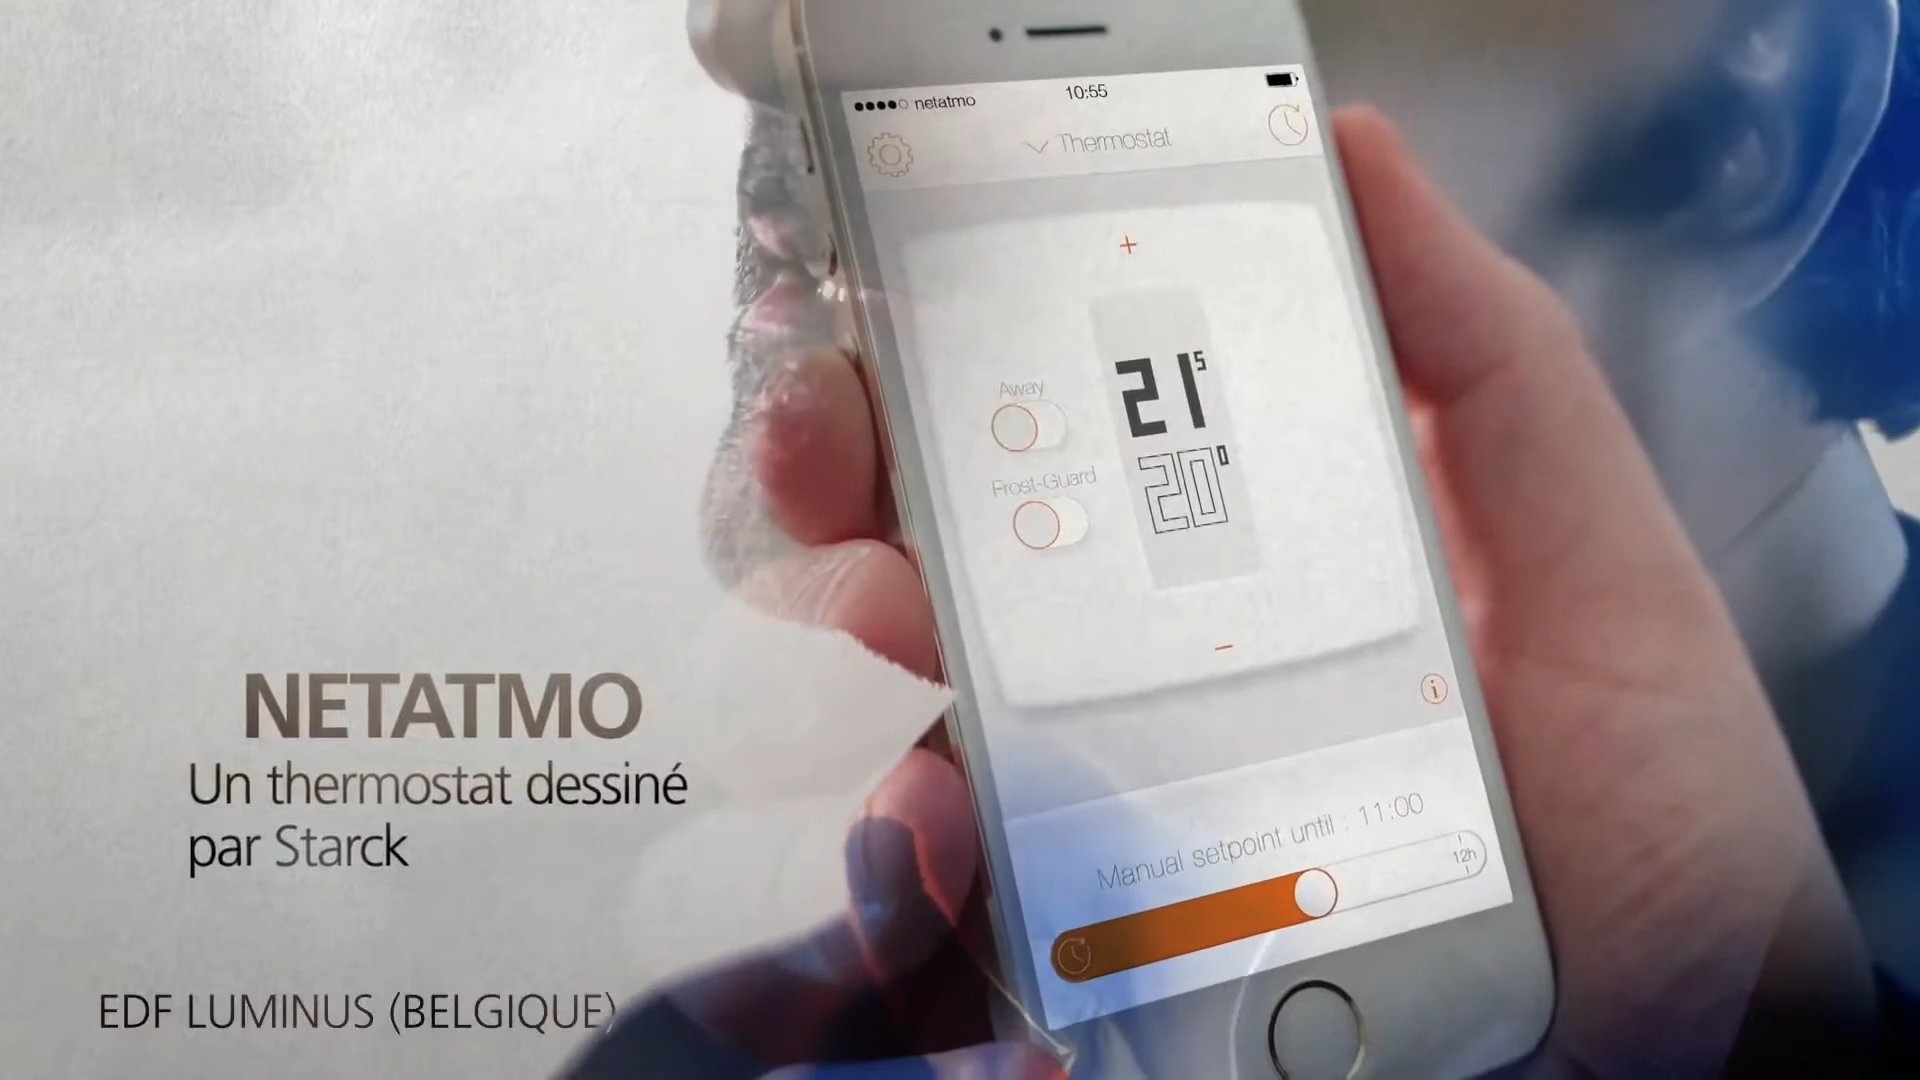 netatmo
10:55
Thermostat
+
21⁵
Away
20⁰
Frost-Guard
–
i
Manual setpoint until : 11:00
12h
NETATMO
Un thermostat dessiné
par Starck
EDF LUMINUS (BELGIQUE)